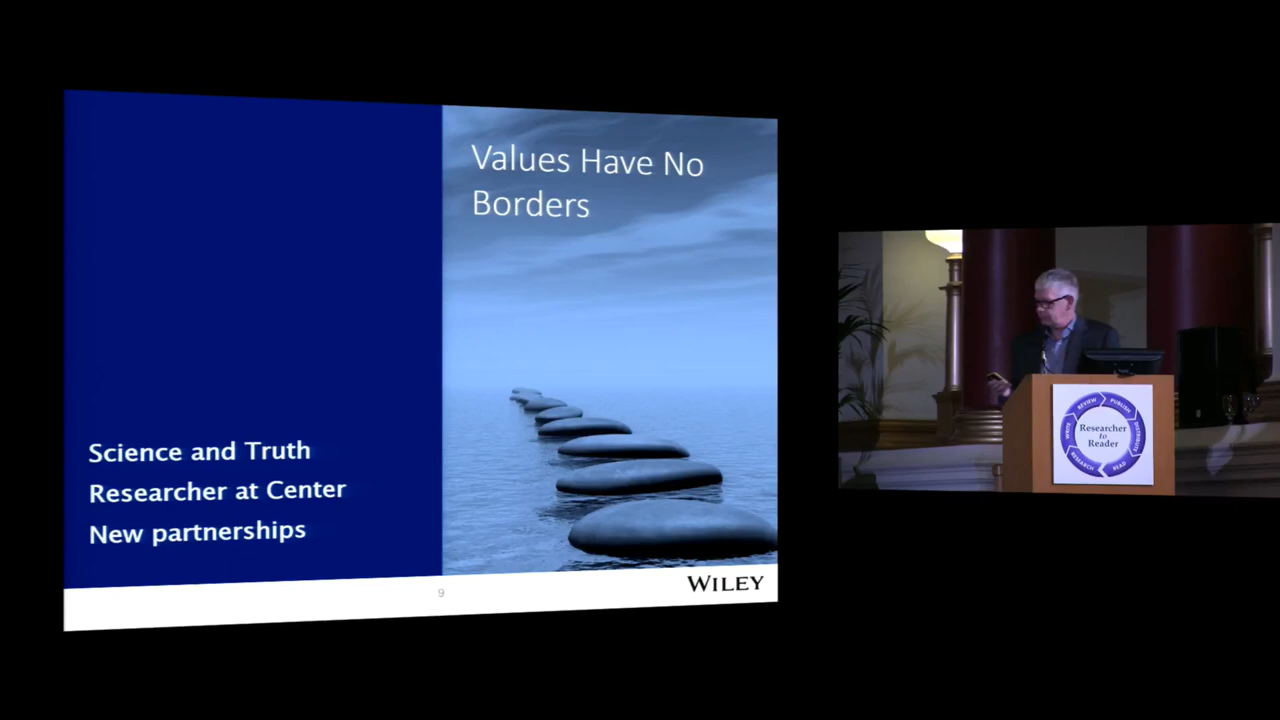 Values Have No
Borders
Science and Truth
Researcher at Center
New partnerships
9
WILEY
Researcher
to
Reader
REVIEW
PUBLISH
DISTRIBUTE
READ
RESEARCH
WRITE